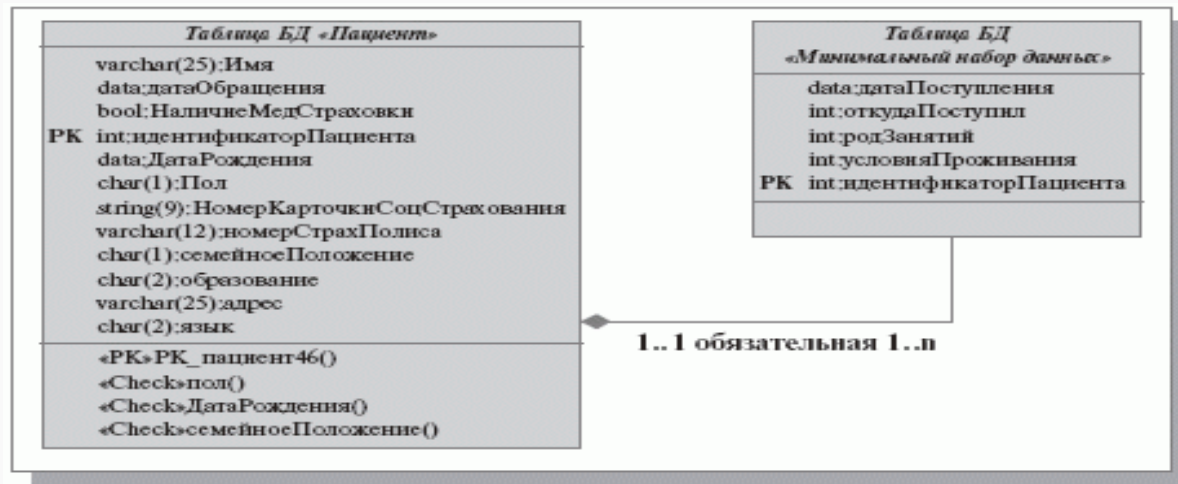 Таблица БД «Пациент»
varchar(25):Имя
data:датаОбращения
bool:НаличиеМедСтраховки
PK int:идентификаторПациента
data:ДатаРождения
char(1):Пол
string(9):НомерКарточкиСоцСтрахования
varchar(12):номерСтрахПолиса
char(1):семейноеПоложение
char(2):образование
varchar(25):адрес
char(2):язык
«PK»PK_пациент46()
«Check»пол()
«Check»ДатаРождения()
«Check»семейноеПоложение()
Таблица БД
«Минимальный набор данных»
data:датаПоступления
int:откудаПоступил
int:родЗанятий
int:условияПроживания
PK int:идентификаторПациента
1..1 обязательная 1..n